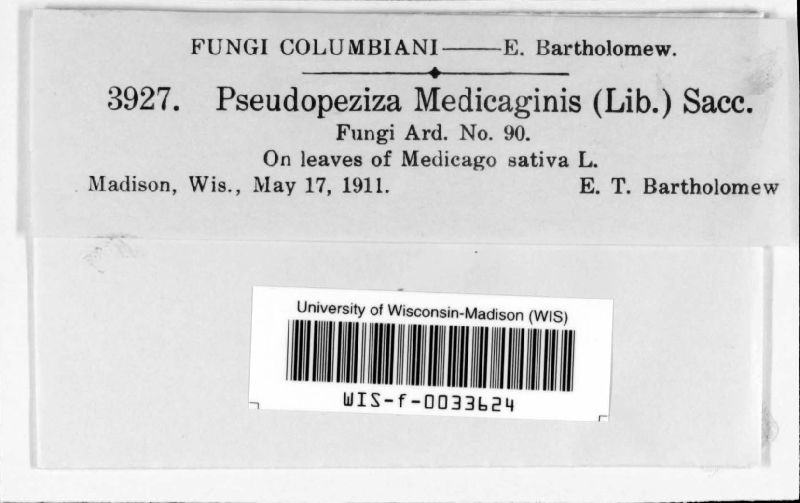 FUNGI COLUMBIANI——E. Bartholomew.
3927. Pseudopeziza Medicaginis (Lib.) Sacc.
Fungi Ard. No. 90.
On leaves of Medicago sativa L.
Madison, Wis., May 17, 1911. E. T. Bartholomew
University of Wisconsin-Madison (WIS)
WIS-f-0033624